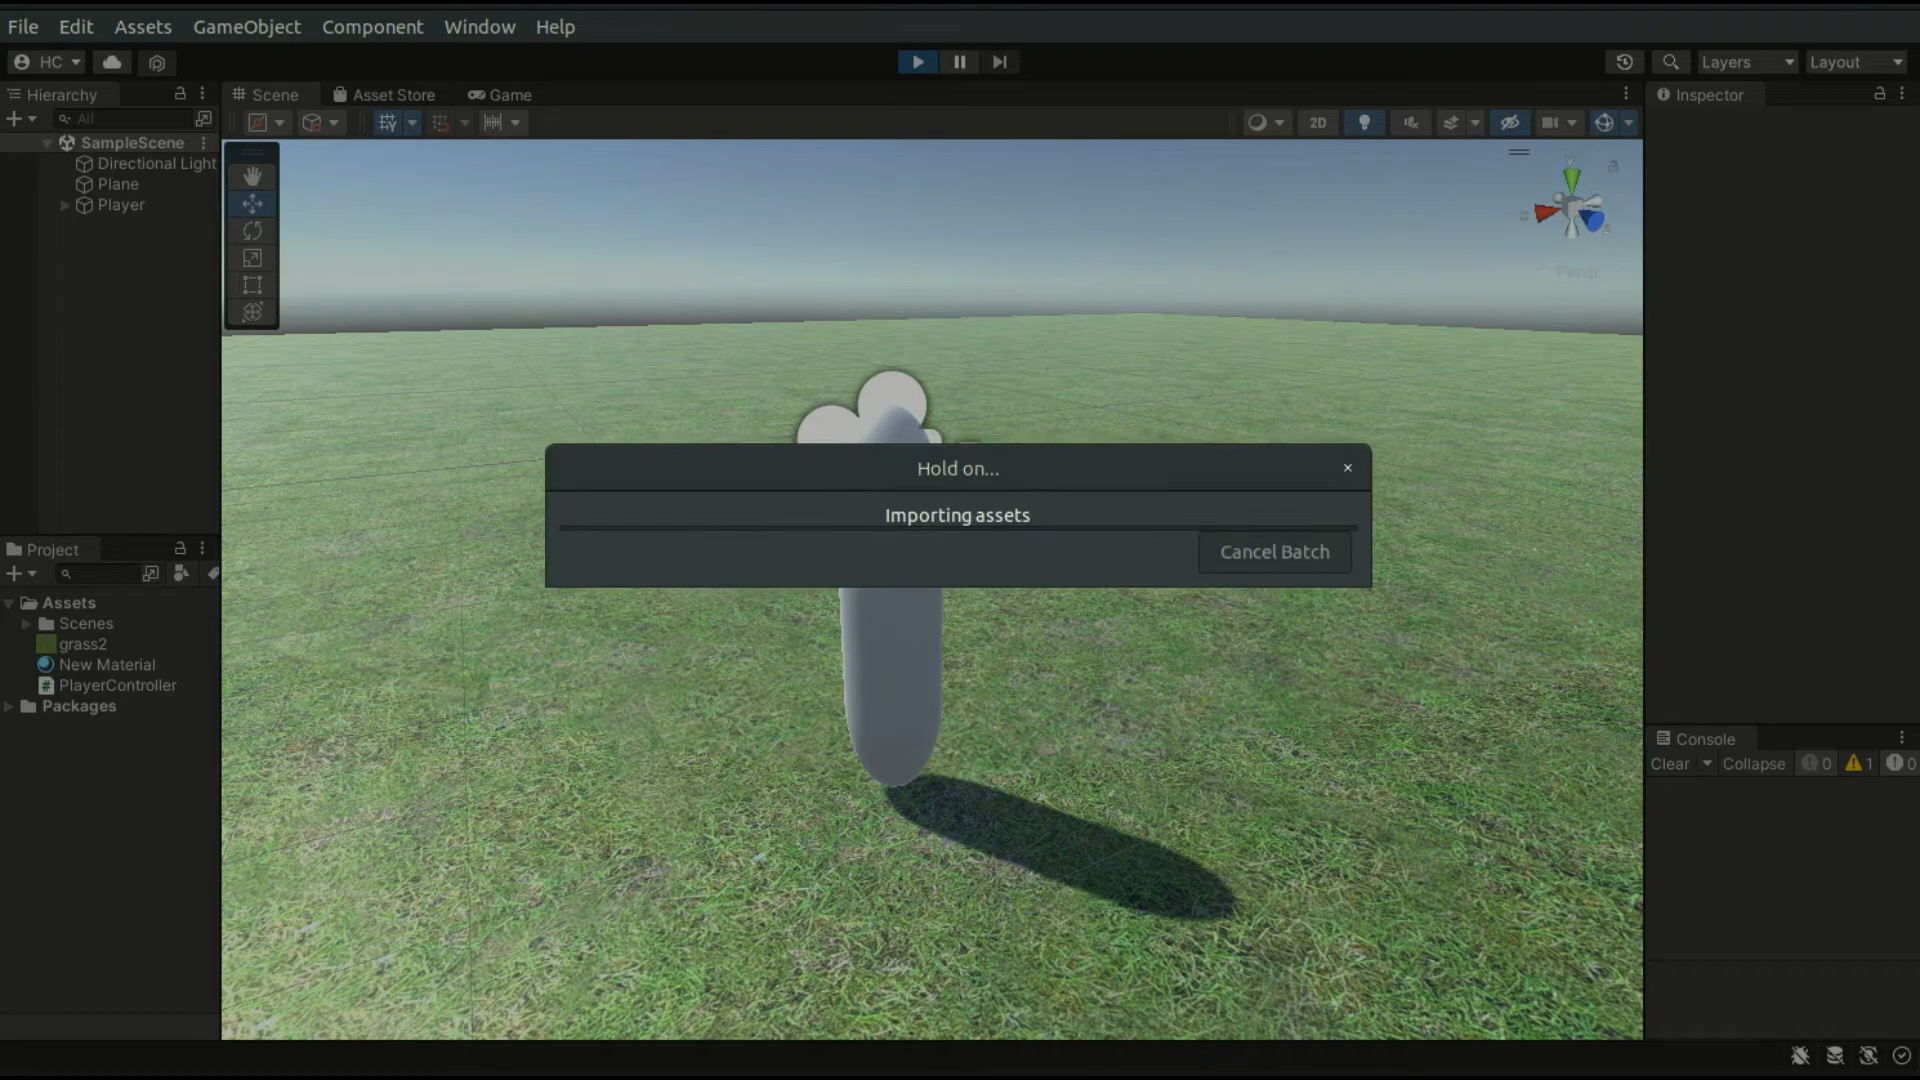 File Edit Assets GameObject Component Window Help
HC Layers Layout
Hierarchy Scene Asset Store Game Inspector
All 2D
SampleScene
Directional Light
Plane
Player
Persp
Hold on...
Importing assets
Cancel Batch
Project
Assets
Scenes
grass2
New Material
PlayerController
Packages
Console
Clear Collapse 0 1 0